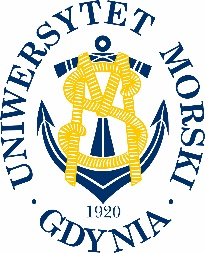 UNIWERSYTET MORSKI
· GDYNIA ·
1920